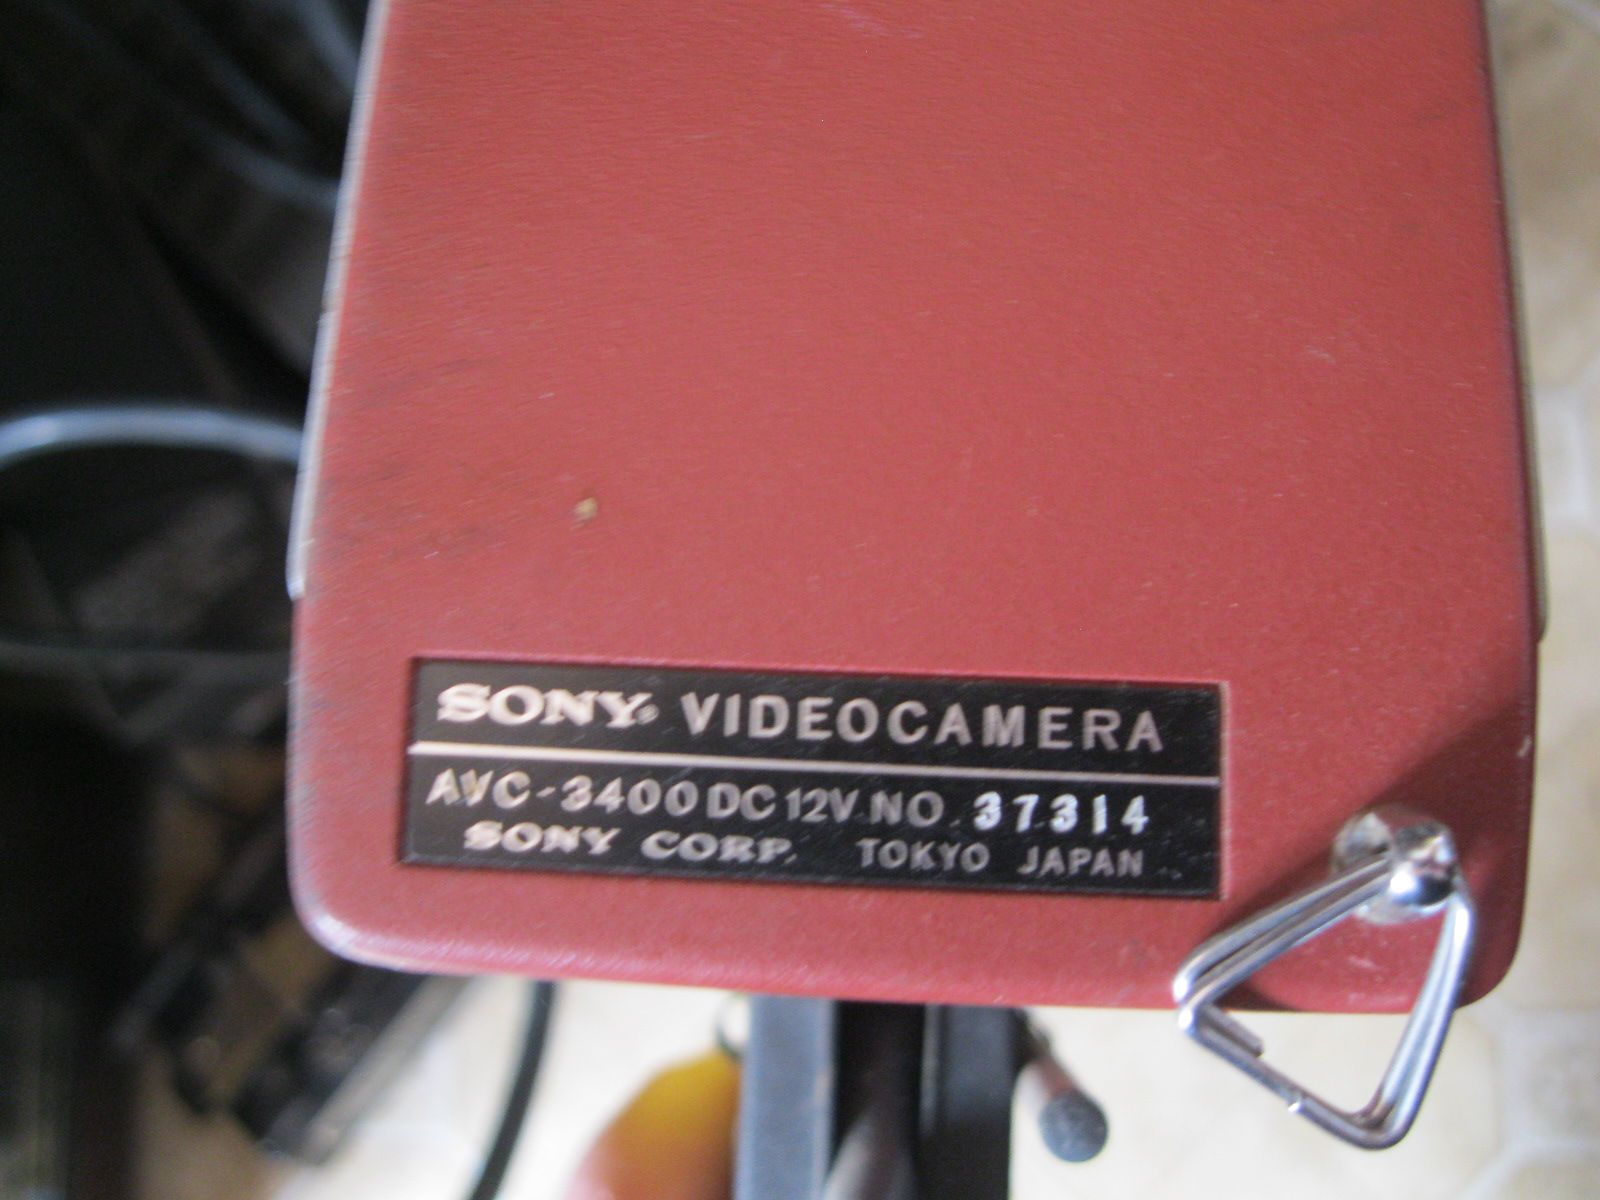 SONY® VIDEOCAMERA
AVC-3400 DC 12V NO. 37314
SONY CORP. TOKYO JAPAN